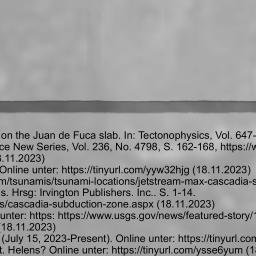 on the Juan de Fuca slab. In: Tectonophysics, Vol. 647-
ce New Series, Vol. 236, No. 4798, S. 162-168, https://w
8.11.2023)
Online unter: https://tinyurl.com/yyw32hjg (18.11.2023)
m/tsunamis/tsunami-locations/jetstream-max-cascadia-s
s. Hrsg: Irvington Publishers. Inc.. S. 1-14.
s/cascadia-subduction-zone.aspx (18.11.2023)
unter: https: https://www.usgs.gov/news/featured-story/1
(18.11.2023)
(July 15, 2023-Present). Online unter: https://tinyurl.com
t. Helens? Online unter: https://tinyurl.com/ysse6yum (18